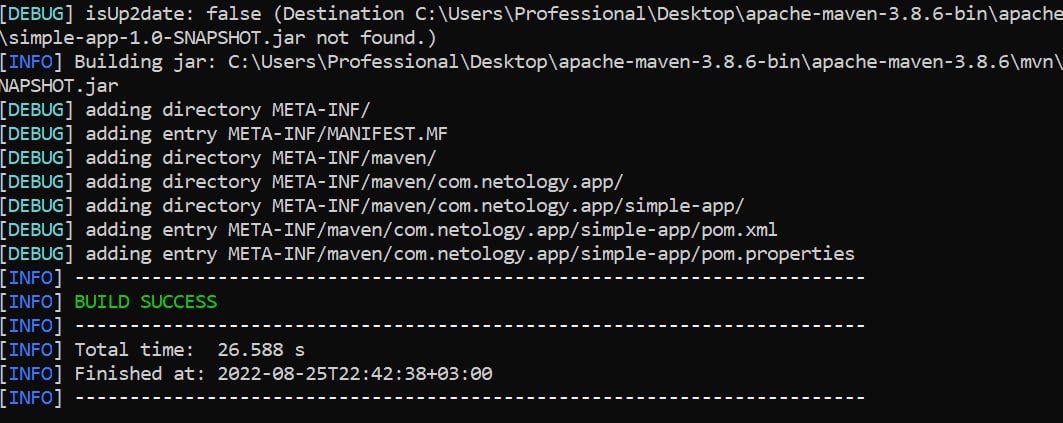 [DEBUG] isUp2date: false (Destination C:\Users\Professional\Desktop\apache-maven-3.8.6-bin\apache
\simple-app-1.0-SNAPSHOT.jar not found.)
[INFO] Building jar: C:\Users\Professional\Desktop\apache-maven-3.8.6-bin\apache-maven-3.8.6\mvn\
NAPSHOT.jar
[DEBUG] adding directory META-INF/
[DEBUG] adding entry META-INF/MANIFEST.MF
[DEBUG] adding directory META-INF/maven/
[DEBUG] adding directory META-INF/maven/com.netology.app/
[DEBUG] adding directory META-INF/maven/com.netology.app/simple-app/
[DEBUG] adding entry META-INF/maven/com.netology.app/simple-app/pom.xml
[DEBUG] adding entry META-INF/maven/com.netology.app/simple-app/pom.properties
[INFO] ------------------------------------------------------------------------
[INFO] BUILD SUCCESS
[INFO] ------------------------------------------------------------------------
[INFO] Total time:  26.588 s
[INFO] Finished at: 2022-08-25T22:42:38+03:00
[INFO] ------------------------------------------------------------------------